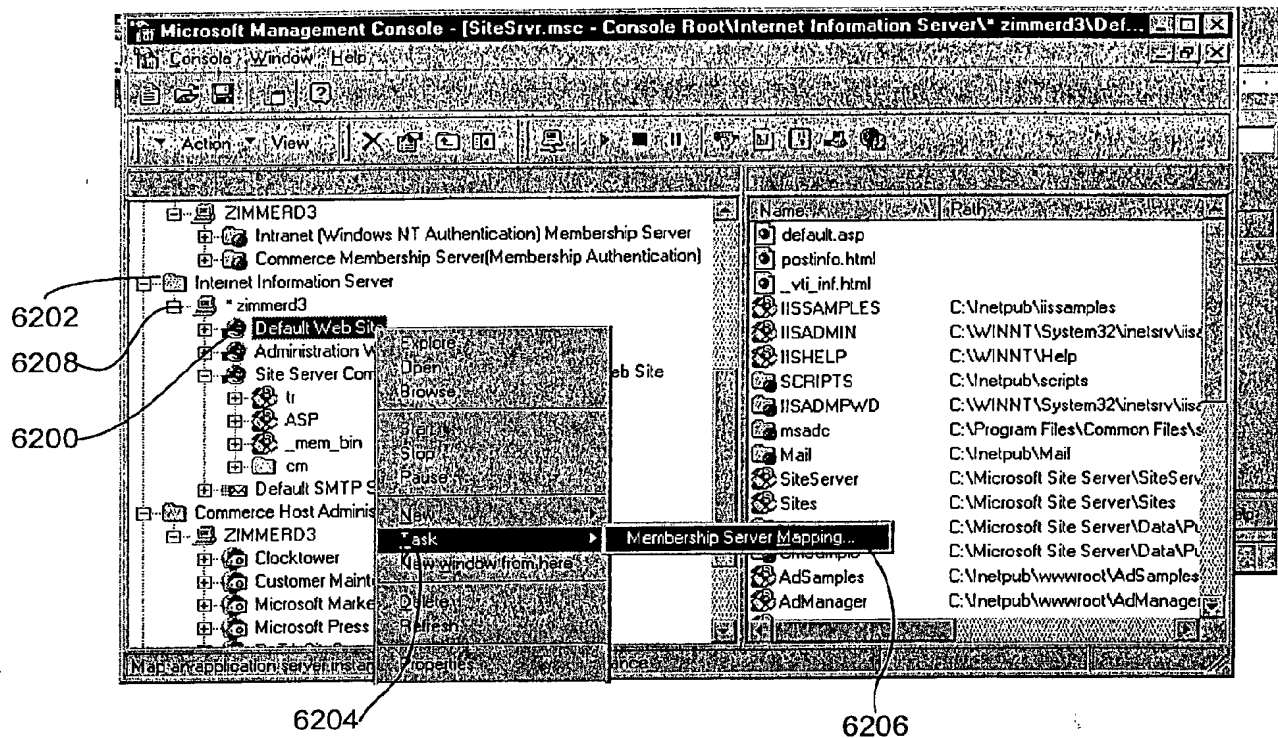 Microsoft Management Console - [SiteSrvr.msc - Console Root\Internet Information Server\* zimmerd3\Def...
Console Window Help
Action View
Name Path
ZIMMERD3
Intranet (Windows NT Authentication) Membership Server
Commerce Membership Server(Membership Authentication)
Internet Information Server
* zimmerd3
Default Web Site
Administration W
Site Server Com
eb Site
tr
ASP
_mem_bin
cm
Default SMTP S
Commerce Host Adminis
ZIMMERD3
Clocktower
Customer Maint
Microsoft Marke
Microsoft Press
Explore
Open
Browse
Start
Stop
Pause
New
Task
New window from here
Delete
Refresh
Properties
Membership Server Mapping...
default.asp
postinfo.html
_vti_inf.html
IISSAMPLES C:\Inetpub\iissamples
IISADMIN C:\WINNT\System32\inetsrv\iisa
IISHELP C:\WINNT\Help
SCRIPTS C:\Inetpub\scripts
IISADMPWD C:\WINNT\System32\inetsrv\iisa
msadc C:\Program Files\Common Files\s
Mail C:\Inetpub\Mail
SiteServer C:\Microsoft Site Server\SiteServ
Sites C:\Microsoft Site Server\Sites
C:\Microsoft Site Server\Data\Pu
C:\Microsoft Site Server\Data\Pu
AdSamples C:\Inetpub\wwwroot\AdSamples
AdManager C:\Inetpub\wwwroot\AdManager
Map an application server instan
6202
6208
6200
6204
6206